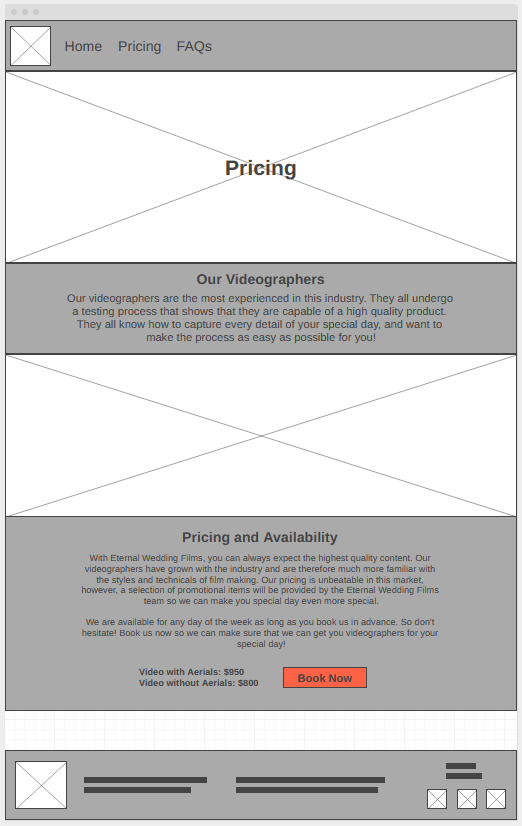 Home Pricing FAQs
Pricing
Our Videographers
Our videographers are the most experienced in this industry. They all undergo
a testing process that shows that they are capable of a high quality product.
They all know how to capture every detail of your special day, and want to
make the process as easy as possible for you!
Pricing and Availability
With Eternal Wedding Films, you can always expect the highest quality content. Our
videographers have grown with the industry and are therefore much more familiar with
the styles and technicals of film making. Our pricing is unbeatable in this market,
however, a selection of promotional items will be provided by the Eternal Wedding Films
team so we can make you special day even more special.
We are available for any day of the week as long as you book us in advance. So don't
hesitate! Book us now so we can make sure that we can get you videographers for your
special day!
Video with Aerials: $950
Video without Aerials: $800
Book Now